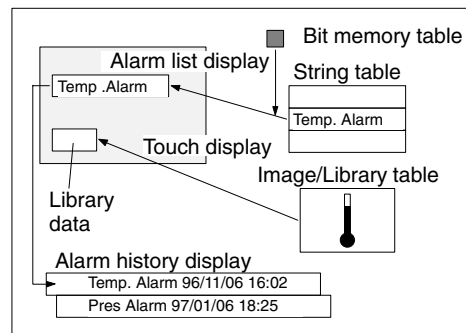 Bit memory table
Alarm list display
String table
Temp .Alarm
Temp. Alarm
Touch display
Image/Library table
Library
data
Alarm history display
Temp. Alarm 96/11/06 16:02
Pres Alarm 97/01/06 18:25